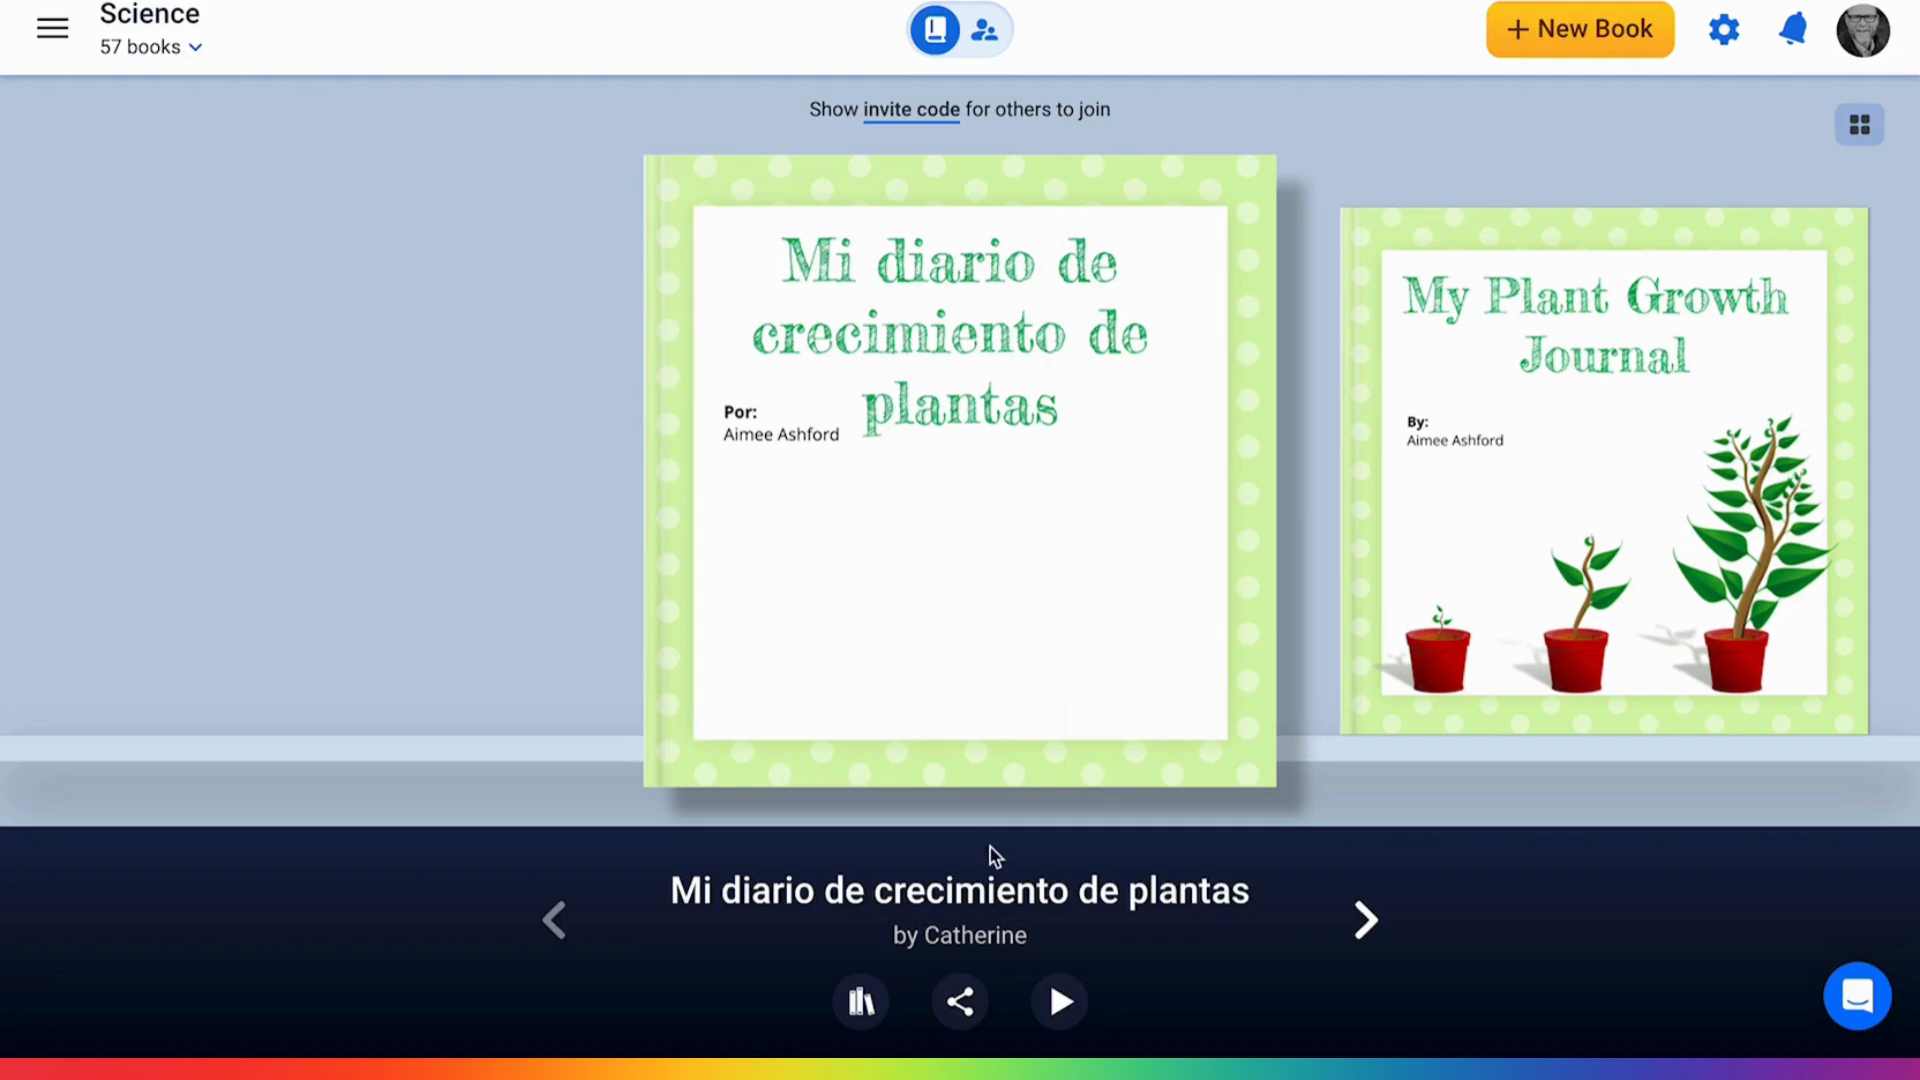 Science
57 books
+ New Book
Show invite code for others to join
Mi diario de
crecimiento de
plantas
Por:
Aimee Ashford
My Plant Growth
Journal
By:
Aimee Ashford
Mi diario de crecimiento de plantas
by Catherine